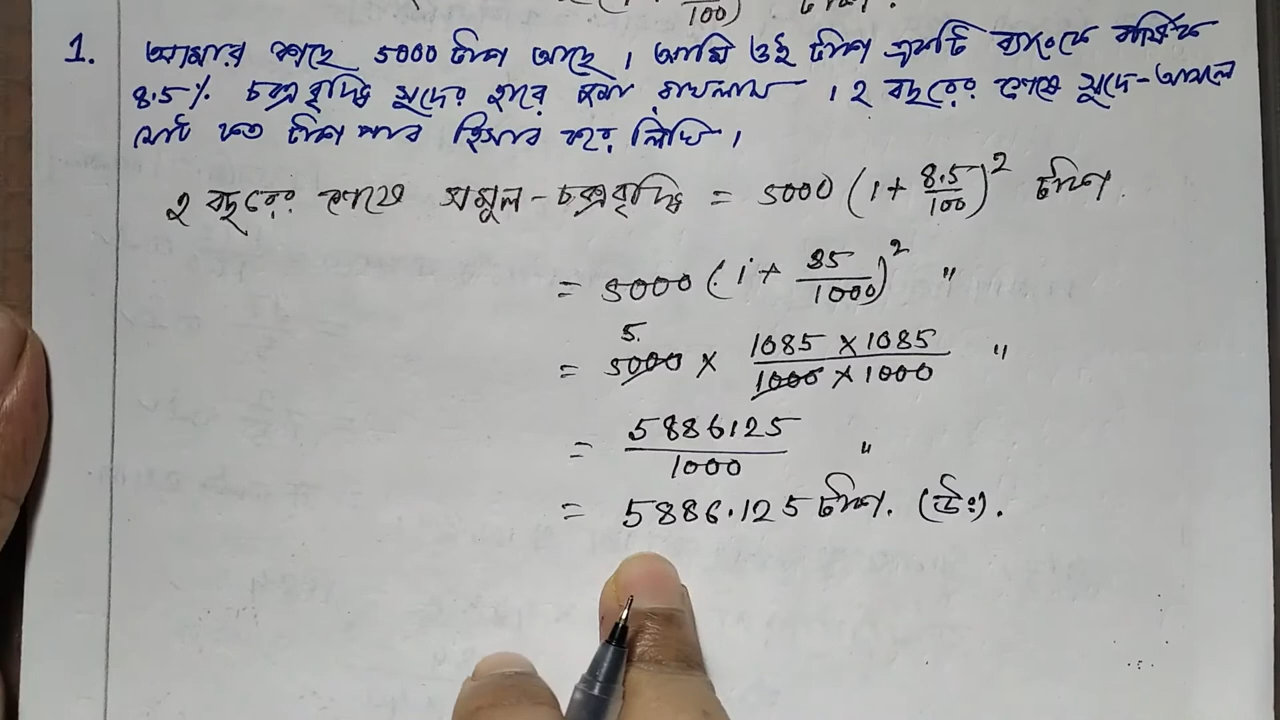 100) টাকা।
1. আমার কাছে 5000 টাকা আছে। আমি ওই টাকা একটি ব্যাংকে বার্ষিক
8.5% চক্রবৃদ্ধি সুদের হারে জমা রাখলাম। 2 বছরের শেষে সুদে-আসলে
মোট কত টাকা পাব হিসাব করে লিখি।
2 বছরের শেষে সমূল-চক্রবৃদ্ধি = 5000 (1 + 8.5/100)² টাকা.
= 5000 (1 + 85/1000)² "
= 5000 5. × 1085 × 1085 / 1000 × 1000 "
= 5886125/1000 "
= 5886.125 টাকা. (উঃ).